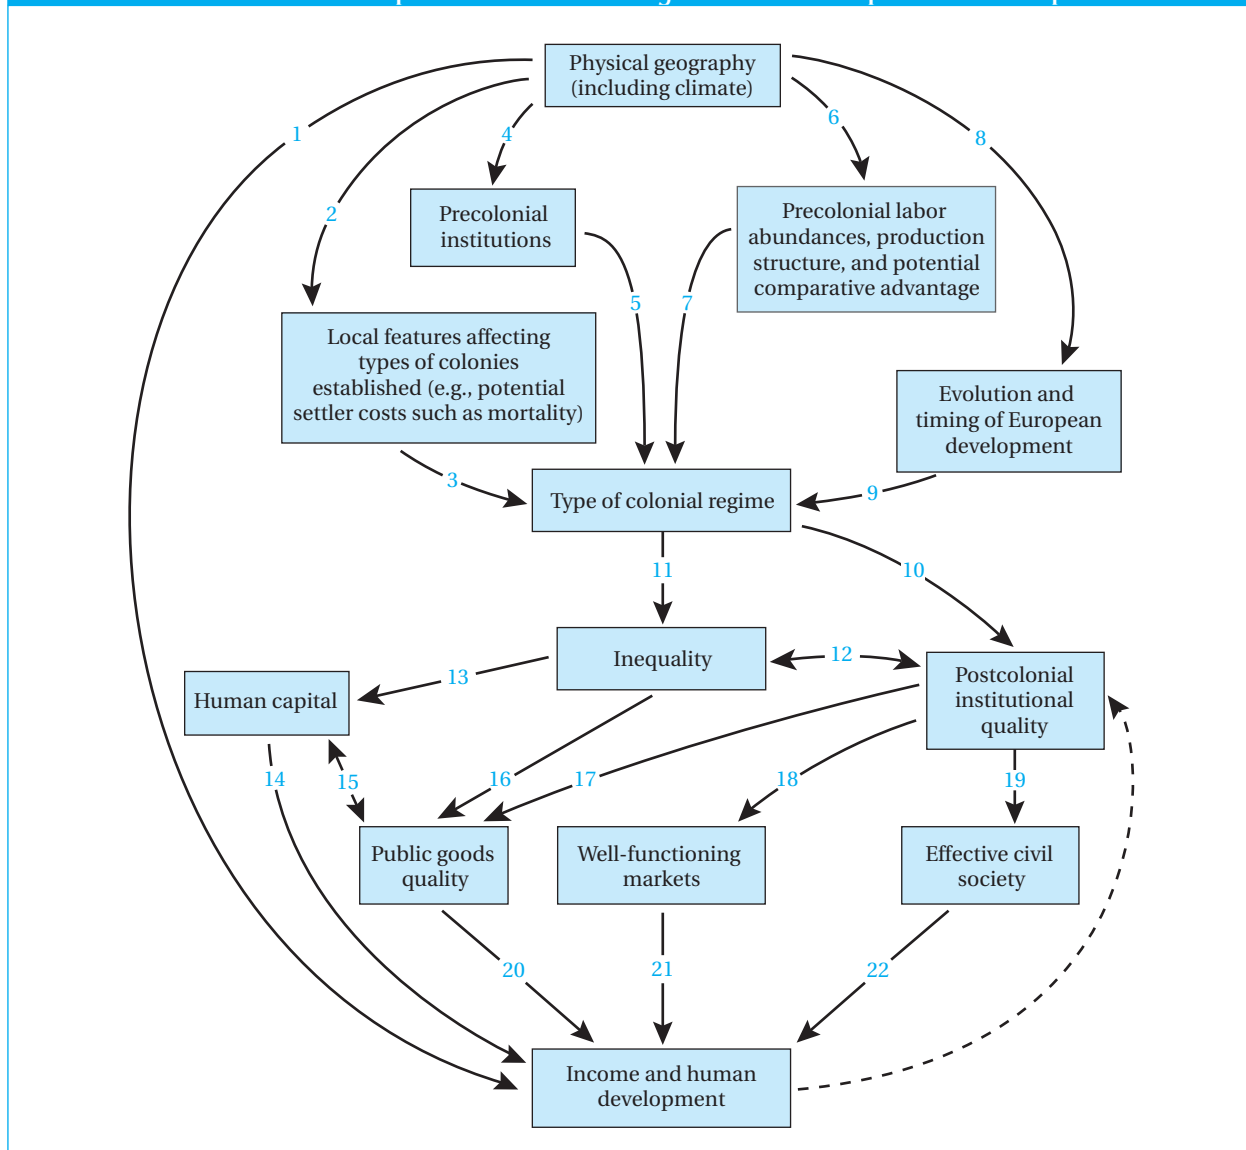 Physical geography
(including climate)
1
4
6
8
2
Precolonial
institutions
Precolonial labor
abundances, production
structure, and potential
comparative advantage
5
7
Local features affecting
types of colonies
established (e.g., potential
settler costs such as mortality)
Evolution and
timing of European
development
3
9
Type of colonial regime
11
10
Inequality
12
13
Human capital
Postcolonial
institutional
quality
14
15
16
17
18
19
Public goods
quality
Well-functioning
markets
Effective civil
society
20
21
22
Income and human
development